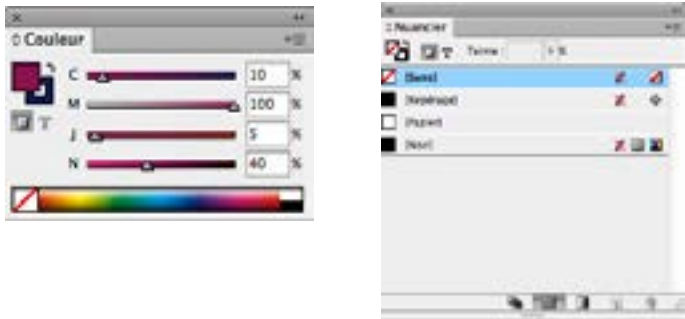 Couleur
C 10 %
M 100 %
J 5 %
N 40 %
Nuancier
T Teinte : %
[Sans]
[Repérage]
[Papier]
[Noir]